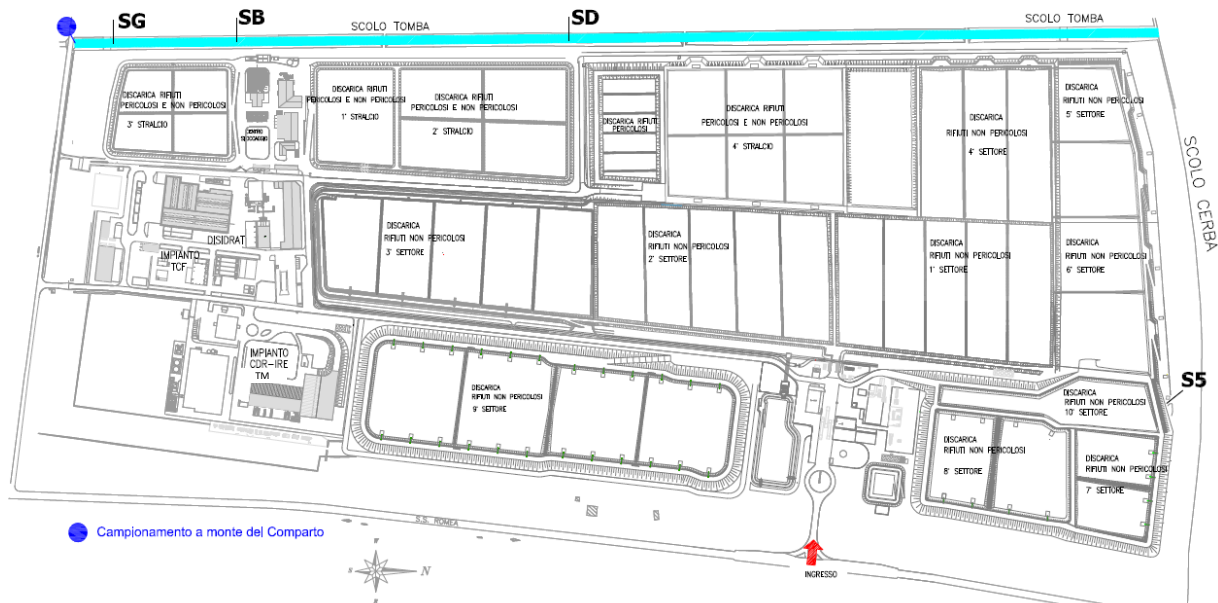 SG
SB
SCOLO TOMBA
SD
SCOLO TOMBA
DISCARICA RIFIUTI
PERICOLOSI E NON PERICOLOSI
3° STRALCIO
CENTRO
STOCCAGGIO
DISCARICA RIFIUTI
PERICOLOSI E NON PERICOLOSI
1° STRALCIO
DISCARICA RIFIUTI
PERICOLOSI E NON PERICOLOSI
2° STRALCIO
DISCARICA RIFIUTI
PERICOLOSI
DISCARICA RIFIUTI
PERICOLOSI E NON PERICOLOSI
4° STRALCIO
DISCARICA
RIFIUTI NON PERICOLOSI
4° SETTORE
DISCARICA
RIFIUTI NON PERICOLOSI
5° SETTORE
SCOLO CERBA
DISIDRAT
IMPIANTO
TCF
DISCARICA
RIFIUTI NON PERICOLOSI
3° SETTORE
DISCARICA
RIFIUTI NON PERICOLOSI
2° SETTORE
DISCARICA
RIFIUTI NON PERICOLOSI
1° SETTORE
DISCARICA
RIFIUTI NON PERICOLOSI
6° SETTORE
IMPIANTO
CDR-IRE
TM
DISCARICA
RIFIUTI NON PERICOLOSI
9° SETTORE
S5
DISCARICA
RIFIUTI NON PERICOLOSI
10° SETTORE
DISCARICA
RIFIUTI NON PERICOLOSI
8° SETTORE
DISCARICA
RIFIUTI NON PERICOLOSI
7° SETTORE
Campionamento a monte del Comparto
S.S. ROMEA
N
INGRESSO